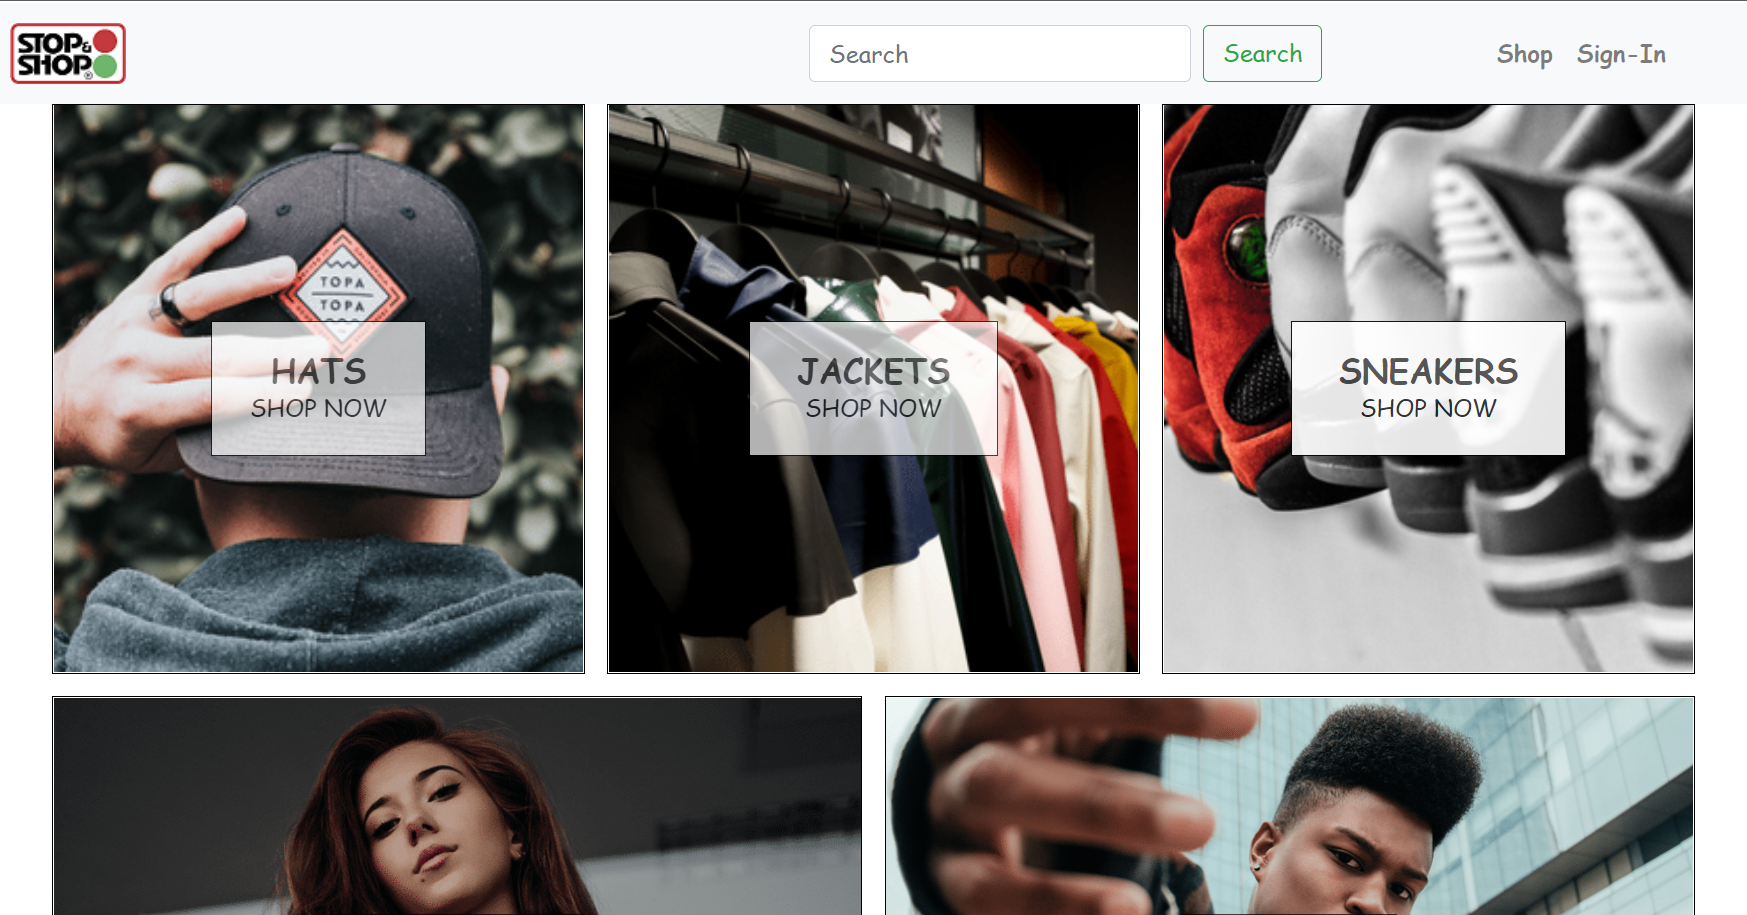 STOP&
SHOP®
Search
Search
Shop
Sign-In
TOPA
TOPA
HATS
SHOP NOW
JACKETS
SHOP NOW
SNEAKERS
SHOP NOW